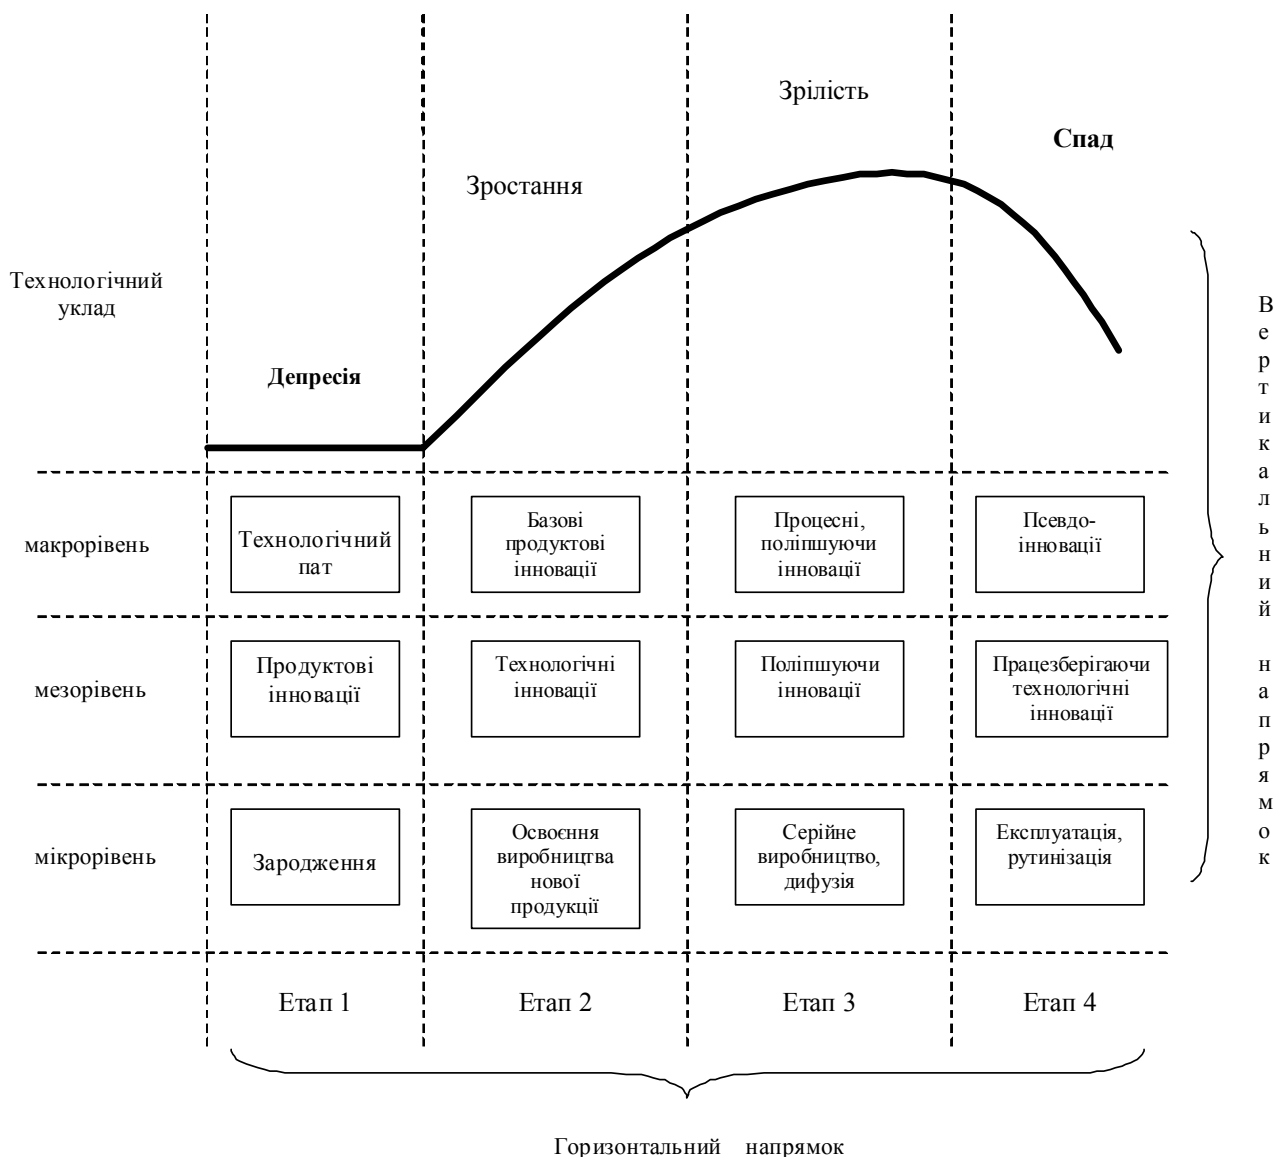 Зрілість
Спад
Зростання
Технологічний
уклад
Депресія
макрорівень
Технологічний
пат
Базові
продуктові
інновації
Процесні,
поліпшуючи
інновації
Псевдо-
інновації
мезорівень
Продуктові
інновації
Технологічні
інновації
Поліпшуючи
інновації
Працезберігаючи
технологічні
інновації
мікрорівень
Зародження
Освоєння
виробництва
нової
продукції
Серійне
виробництво,
дифузія
Експлуатація,
рутинізація
Етап 1
Етап 2
Етап 3
Етап 4
Горизонтальний напрямок
Вертикальний напрямок